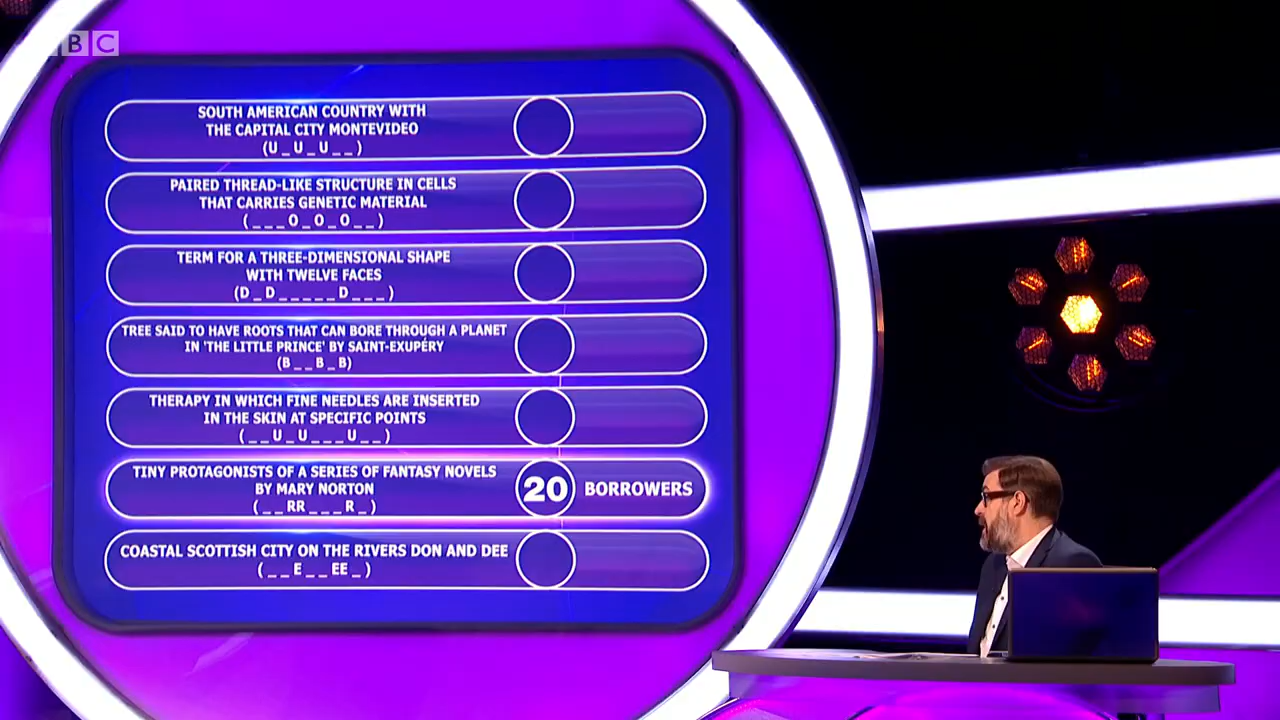 BBC
SOUTH AMERICAN COUNTRY WITH
THE CAPITAL CITY MONTEVIDEO
(U _ U _ U _ _ )
PAIRED THREAD-LIKE STRUCTURE IN CELLS
THAT CARRIES GENETIC MATERIAL
( _ _ _ O _ O _ O _ _ )
TERM FOR A THREE-DIMENSIONAL SHAPE
WITH TWELVE FACES
(D _ D _ _ _ _ _ D _ _ _ )
TREE SAID TO HAVE ROOTS THAT CAN BORE THROUGH A PLANET
IN 'THE LITTLE PRINCE' BY SAINT-EXUPÉRY
(B _ _ B _ B)
THERAPY IN WHICH FINE NEEDLES ARE INSERTED
IN THE SKIN AT SPECIFIC POINTS
( _ _ U _ U _ _ _ U _ _ )
TINY PROTAGONISTS OF A SERIES OF FANTASY NOVELS
BY MARY NORTON
( _ _ RR _ _ _ R _ )
20 BORROWERS
COASTAL SCOTTISH CITY ON THE RIVERS DON AND DEE
( _ _ E _ _ EE _ )